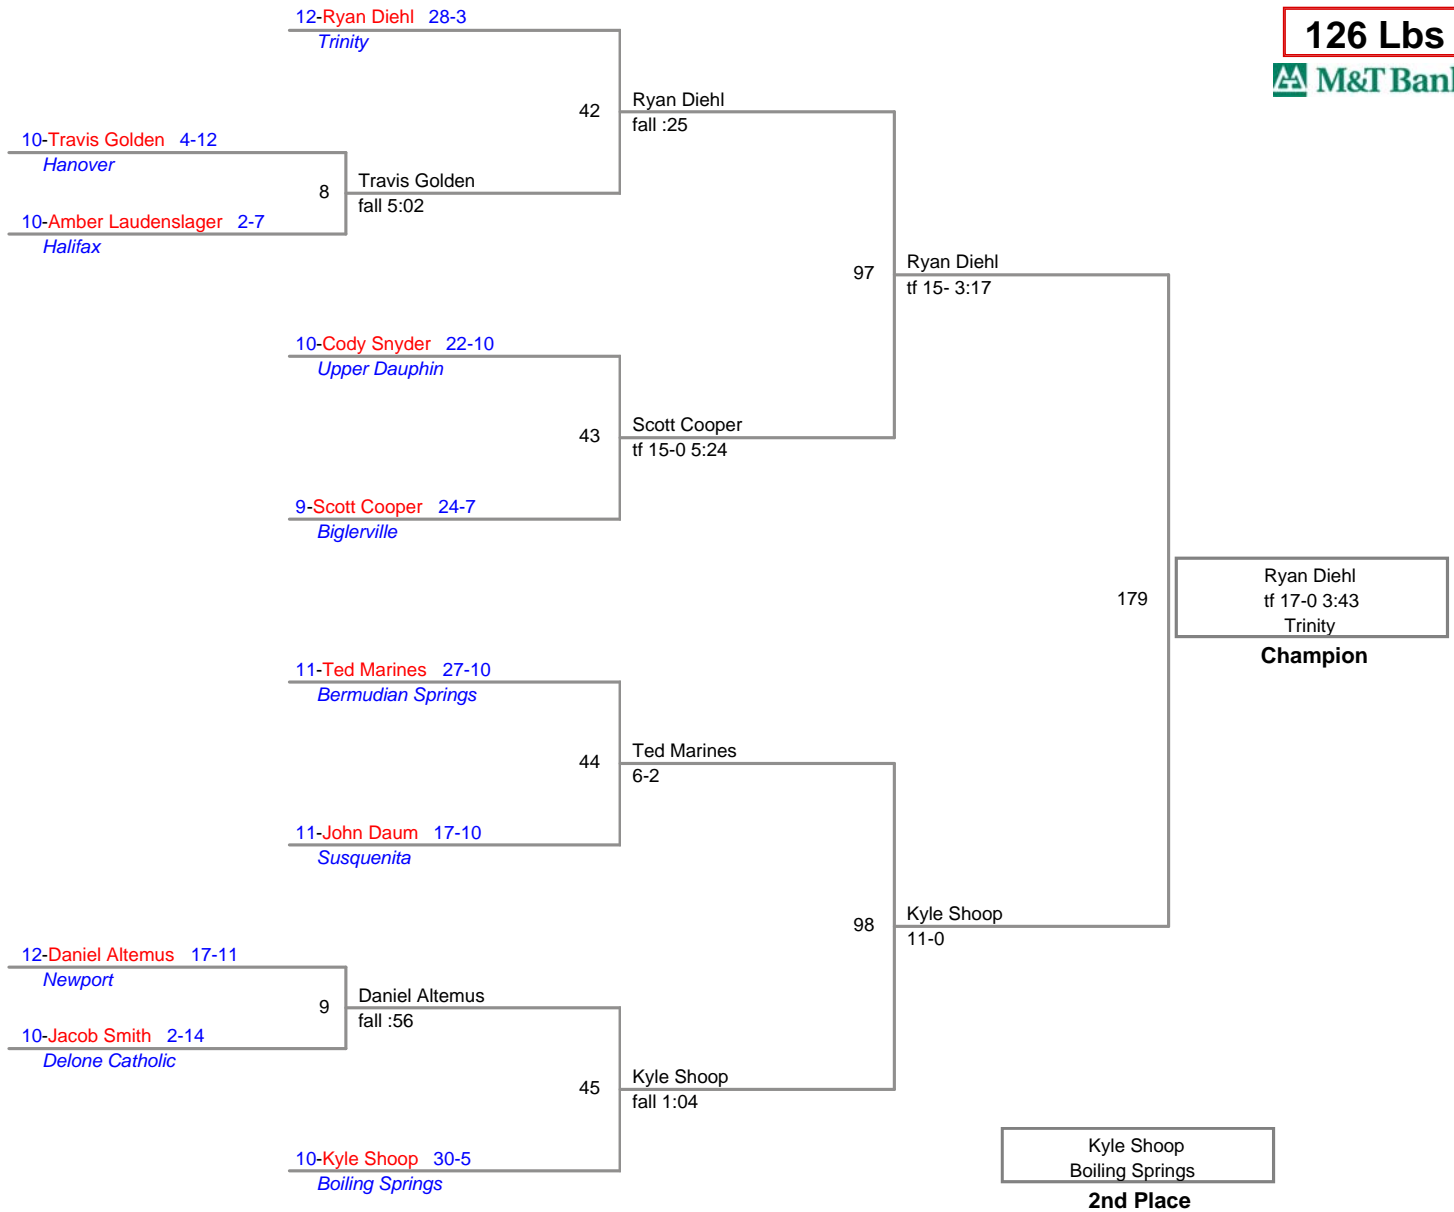 12-Ryan Diehl 28-3
Trinity
126 Lbs
M&T Bank
42
Ryan Diehl
fall :25
10-Travis Golden 4-12
Hanover
8
Travis Golden
fall 5:02
10-Amber Laudenslager 2-7
Halifax
97
Ryan Diehl
tf 15- 3:17
10-Cody Snyder 22-10
Upper Dauphin
43
Scott Cooper
tf 15-0 5:24
9-Scott Cooper 24-7
Biglerville
179
Ryan Diehl
tf 17-0 3:43
Trinity
Champion
11-Ted Marines 27-10
Bermudian Springs
44
Ted Marines
6-2
11-John Daum 17-10
Susquenita
98
Kyle Shoop
11-0
12-Daniel Altemus 17-11
Newport
9
Daniel Altemus
fall :56
10-Jacob Smith 2-14
Delone Catholic
45
Kyle Shoop
fall 1:04
10-Kyle Shoop 30-5
Boiling Springs
Kyle Shoop
Boiling Springs
2nd Place